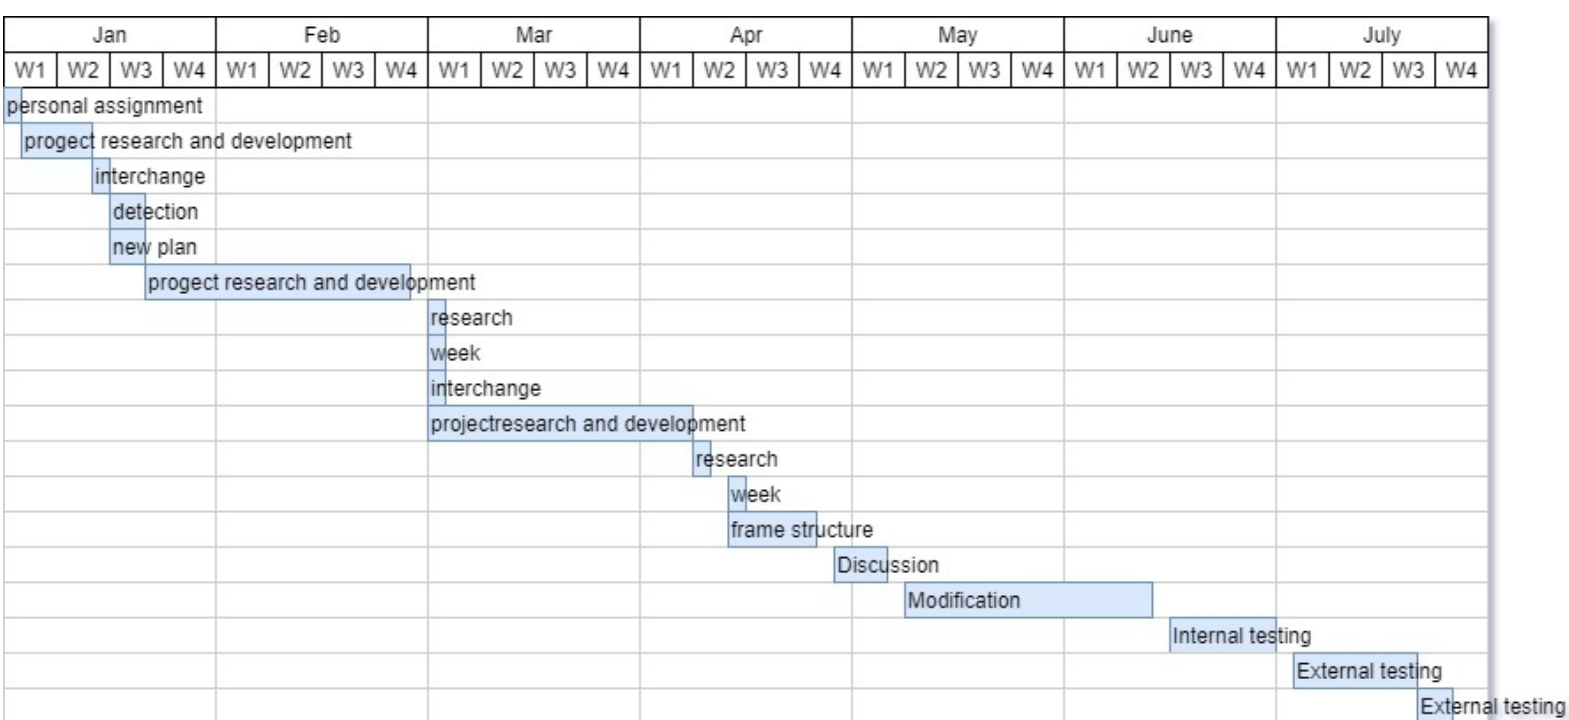 Jan Feb Mar Apr May June July
W1 W2 W3 W4 W1 W2 W3 W4 W1 W2 W3 W4 W1 W2 W3 W4 W1 W2 W3 W4 W1 W2 W3 W4 W1 W2 W3 W4
personal assignment
progect research and development
interchange
detection
new plan
progect research and development
research
week
interchange
projectresearch and development
research
week
frame structure
Discussion
Modification
Internal testing
External testing
External testing